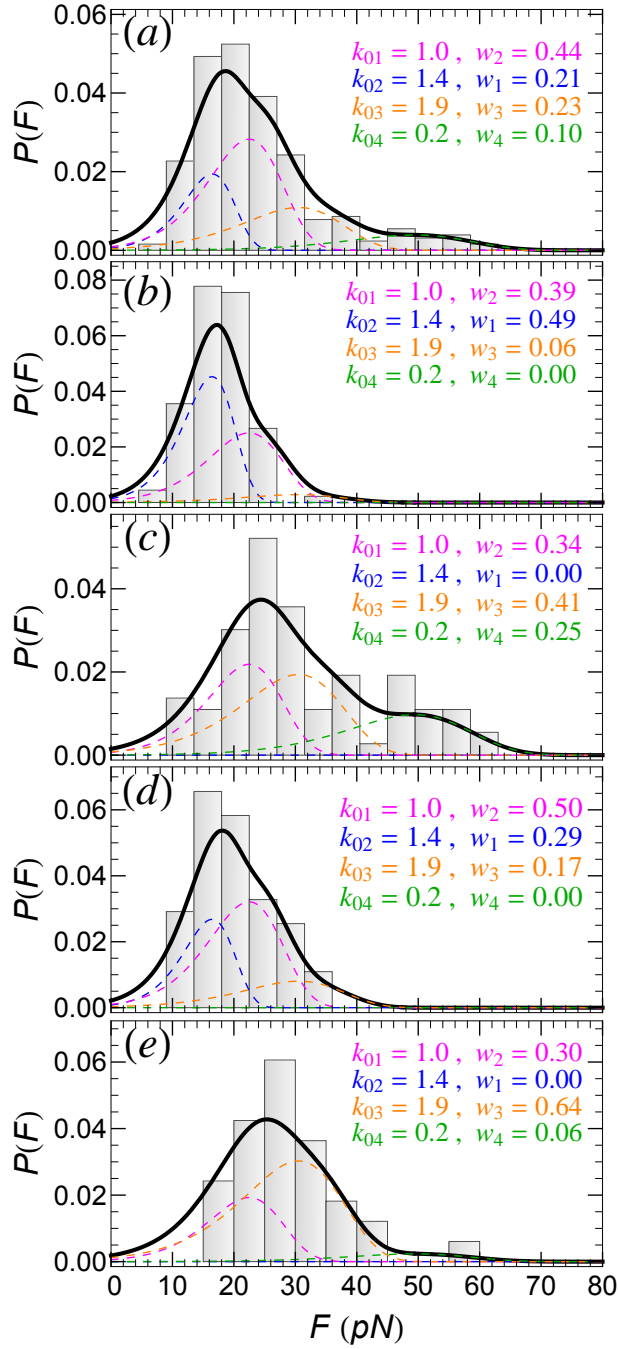 (a)
k01 = 1.0 , w2 = 0.44
k02 = 1.4 , w1 = 0.21
k03 = 1.9 , w3 = 0.23
k04 = 0.2 , w4 = 0.10
0.06
0.04
0.02
0.00
P(F)
(b)
k01 = 1.0 , w2 = 0.39
k02 = 1.4 , w1 = 0.49
k03 = 1.9 , w3 = 0.06
k04 = 0.2 , w4 = 0.00
0.08
0.06
0.04
0.02
0.00
P(F)
(c)
k01 = 1.0 , w2 = 0.34
k02 = 1.4 , w1 = 0.00
k03 = 1.9 , w3 = 0.41
k04 = 0.2 , w4 = 0.25
0.04
0.02
0.00
P(F)
(d)
k01 = 1.0 , w2 = 0.50
k02 = 1.4 , w1 = 0.29
k03 = 1.9 , w3 = 0.17
k04 = 0.2 , w4 = 0.00
0.06
0.04
0.02
0.00
P(F)
(e)
k01 = 1.0 , w2 = 0.30
k02 = 1.4 , w1 = 0.00
k03 = 1.9 , w3 = 0.64
k04 = 0.2 , w4 = 0.06
0.06
0.04
0.02
0.00
P(F)
0 10 20 30 40 50 60 70 80
F (pN)